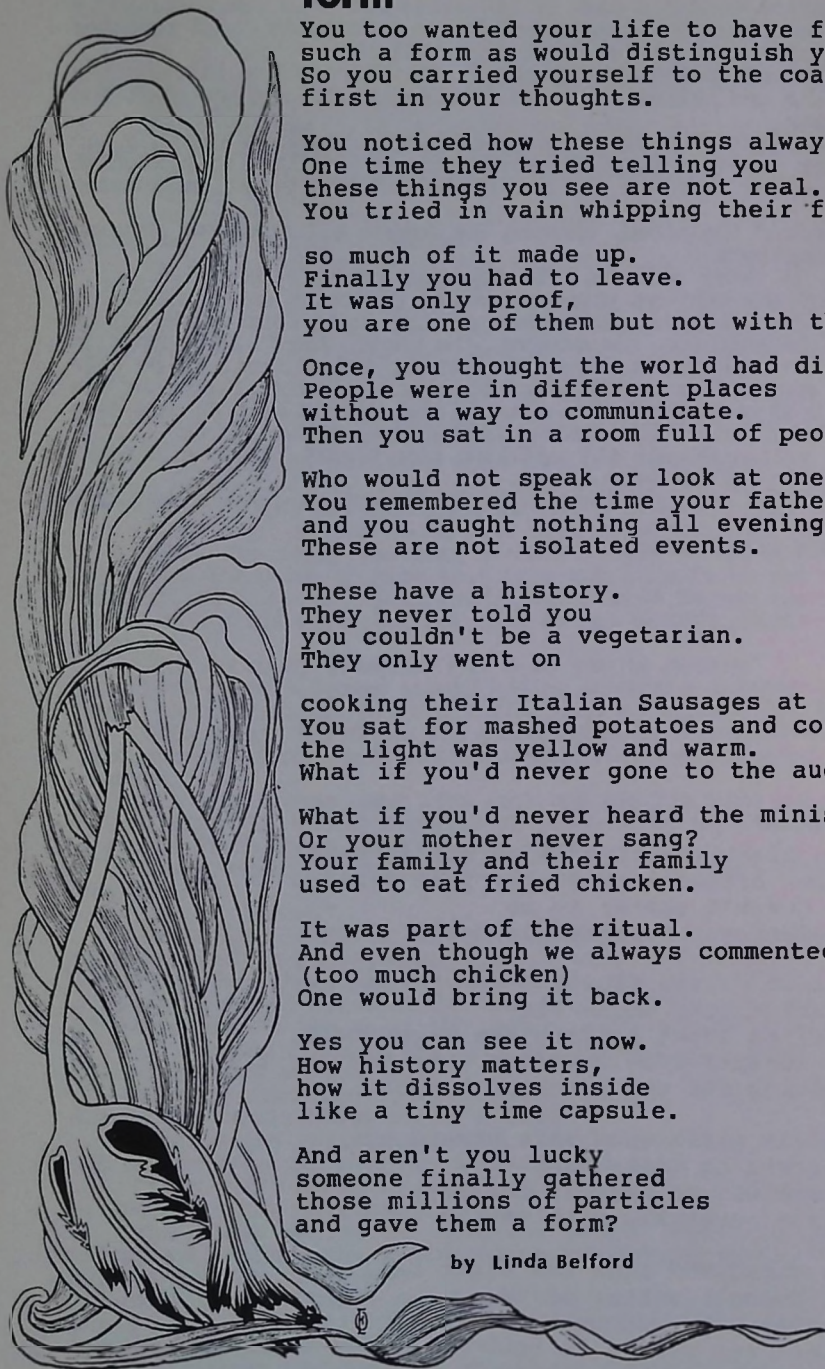 form
You too wanted your life to have f
such a form as would distinguish y
So you carried yourself to the coa
first in your thoughts.
You noticed how these things alway
One time they tried telling you
these things you see are not real.
You tried in vain whipping their f
so much of it made up.
Finally you had to leave.
It was only proof,
you are one of them but not with t
Once, you thought the world had di
People were in different places
without a way to communicate.
Then you sat in a room full of peo
Who would not speak or look at one
You remembered the time your fathe
and you caught nothing all evening
These are not isolated events.
These have a history.
They never told you
you couldn't be a vegetarian.
They only went on
cooking their Italian Sausages at
You sat for mashed potatoes and co
the light was yellow and warm.
What if you'd never gone to the au
What if you'd never heard the minis
Or your mother never sang?
Your family and their family
used to eat fried chicken.
It was part of the ritual.
And even though we always commented
(too much chicken)
One would bring it back.
Yes you can see it now.
How history matters,
how it dissolves inside
like a tiny time capsule.
And aren't you lucky
someone finally gathered
those millions of particles
and gave them a form?
by Linda Belford